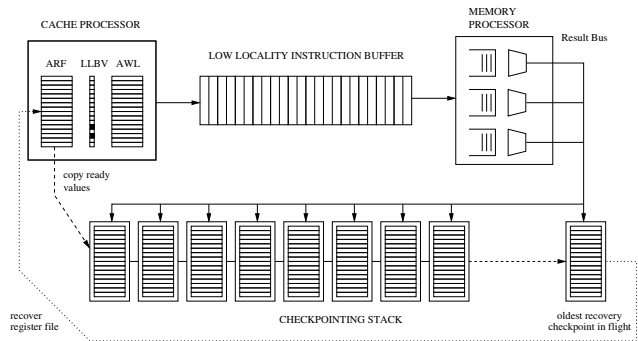 CACHE PROCESSOR
ARF LLBV AWL
LOW LOCALITY INSTRUCTION BUFFER
MEMORY
PROCESSOR
Result Bus
copy ready
values
recover
register file
CHECKPOINTING STACK
oldest recovery
checkpoint in flight